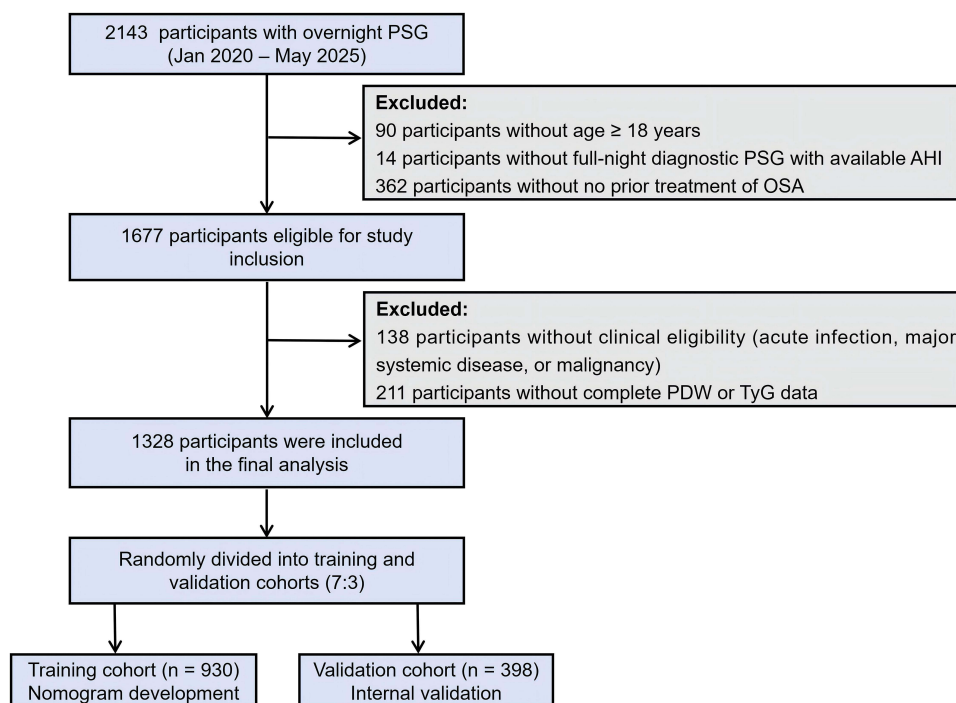 2143 participants with overnight PSG
(Jan 2020 – May 2025)
Excluded:
90 participants without age ≥ 18 years
14 participants without full-night diagnostic PSG with available AHI
362 participants without no prior treatment of OSA
1677 participants eligible for study
inclusion
Excluded:
138 participants without clinical eligibility (acute infection, major
systemic disease, or malignancy)
211 participants without complete PDW or TyG data
1328 participants were included
in the final analysis
Randomly divided into training and
validation cohorts (7:3)
Training cohort (n = 930)
Nomogram development
Validation cohort (n = 398)
Internal validation